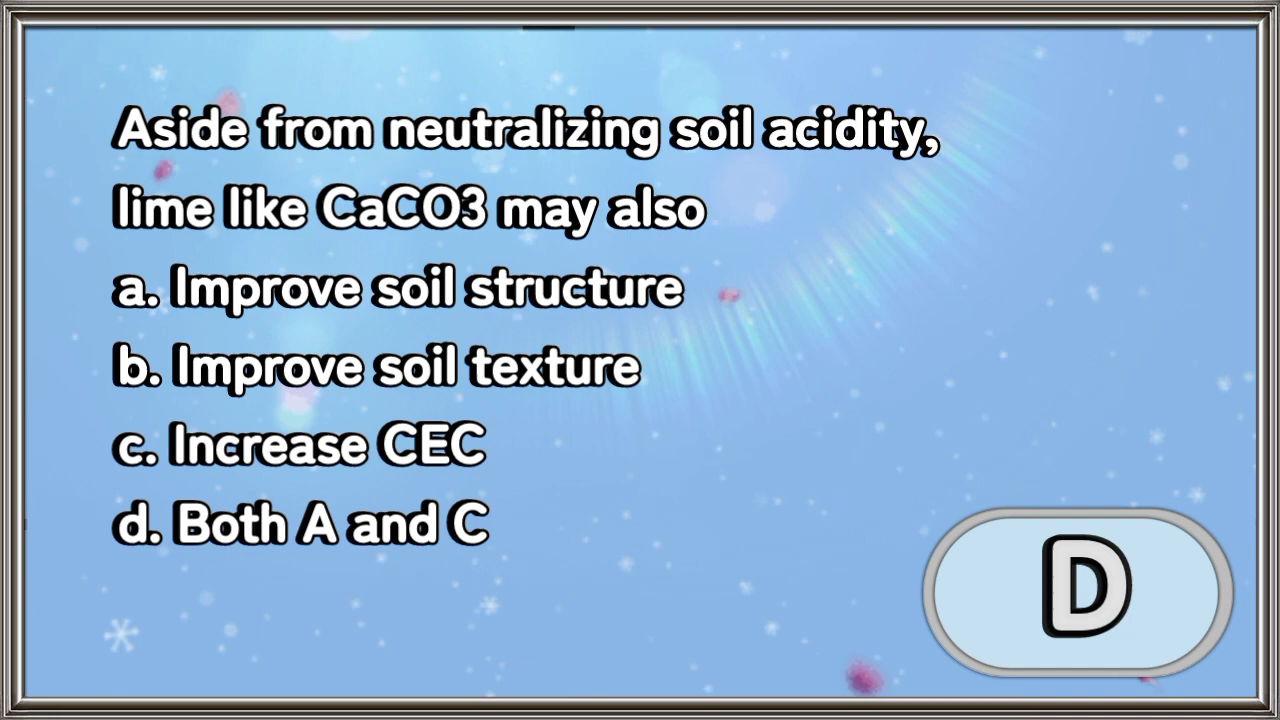 Aside from neutralizing soil acidity,
lime like CaCO3 may also
a. Improve soil structure
b. Improve soil texture
c. Increase CEC
d. Both A and C
D